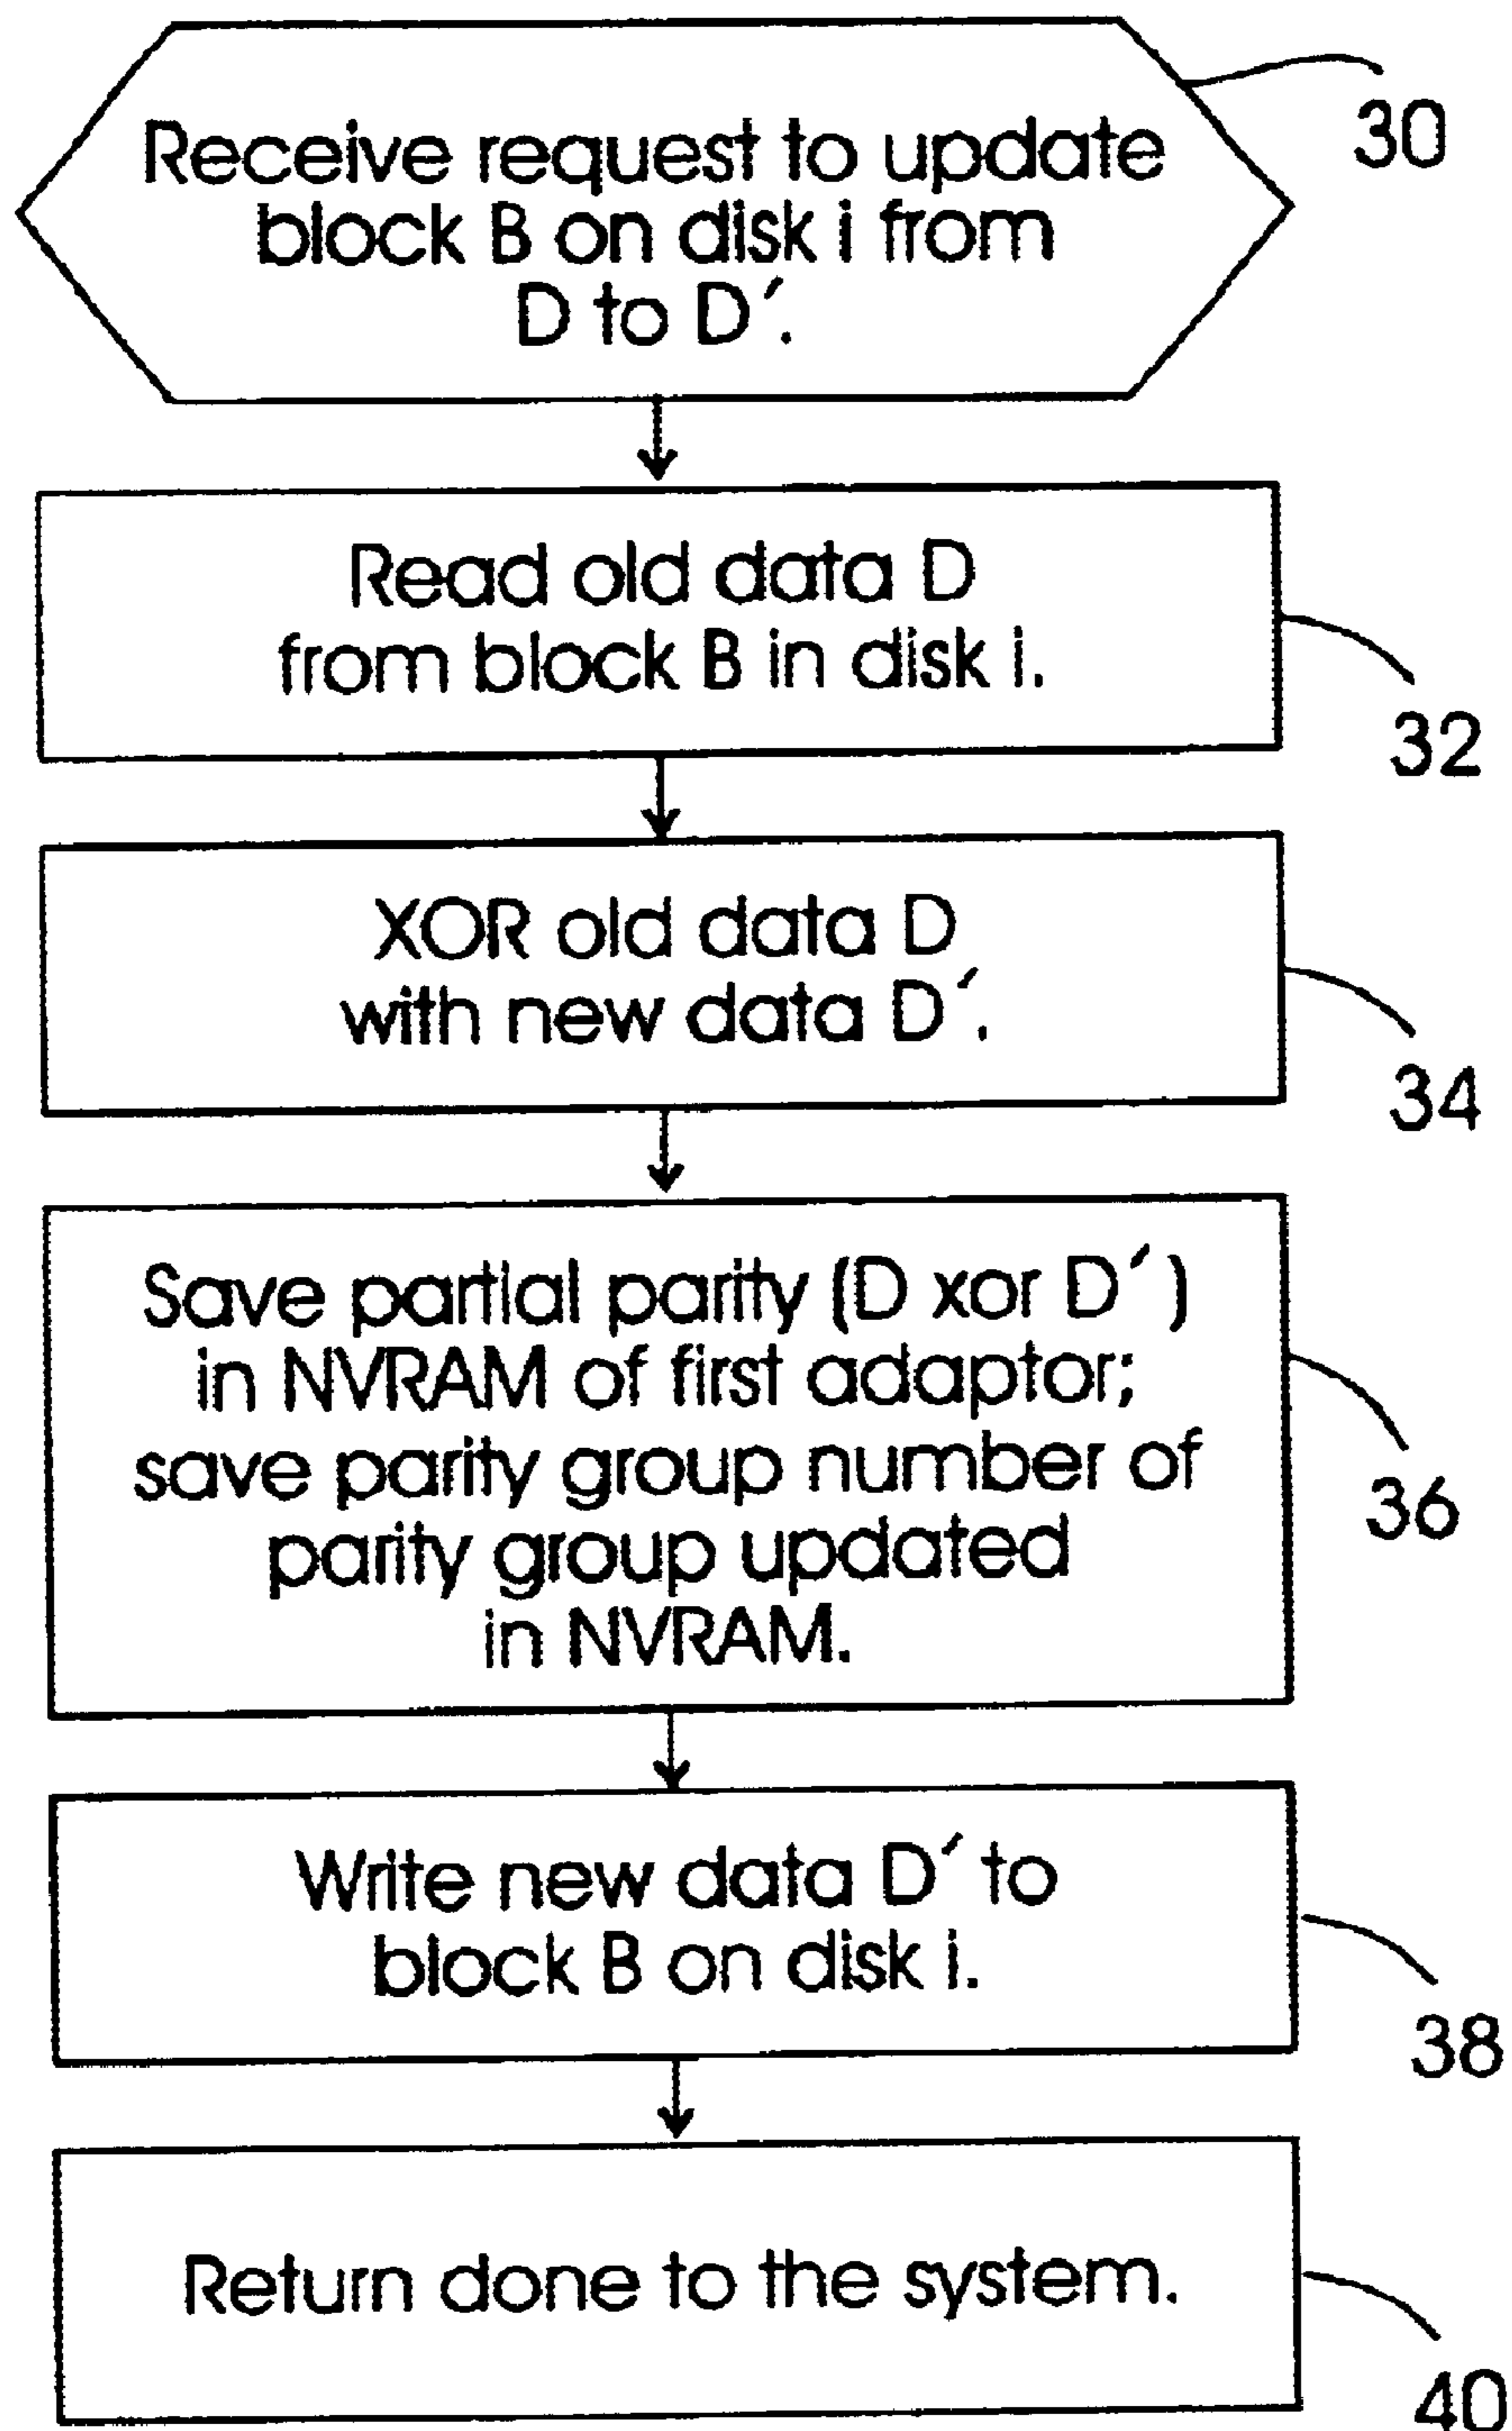 Receive request to update
block B on disk i from
D to D´.
30
Read old data D
from block B in disk i.
32
XOR old data D
with new data D´.
34
Save partial parity (D xor D´)
in NVRAM of first adaptor;
save parity group number of
parity group updated
in NVRAM.
36
Write new data D´ to
block B on disk i.
38
Return done to the system.
40